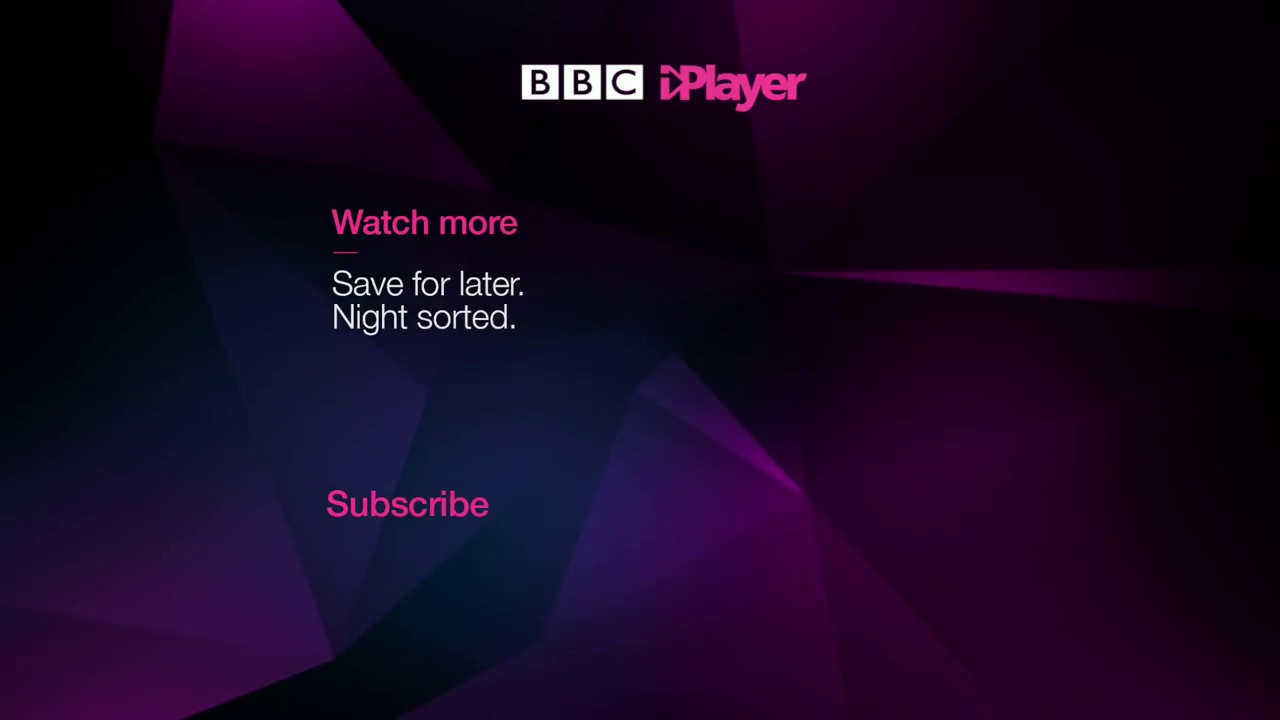 BBC iPlayer
Watch more
Save for later.
Night sorted.
Subscribe